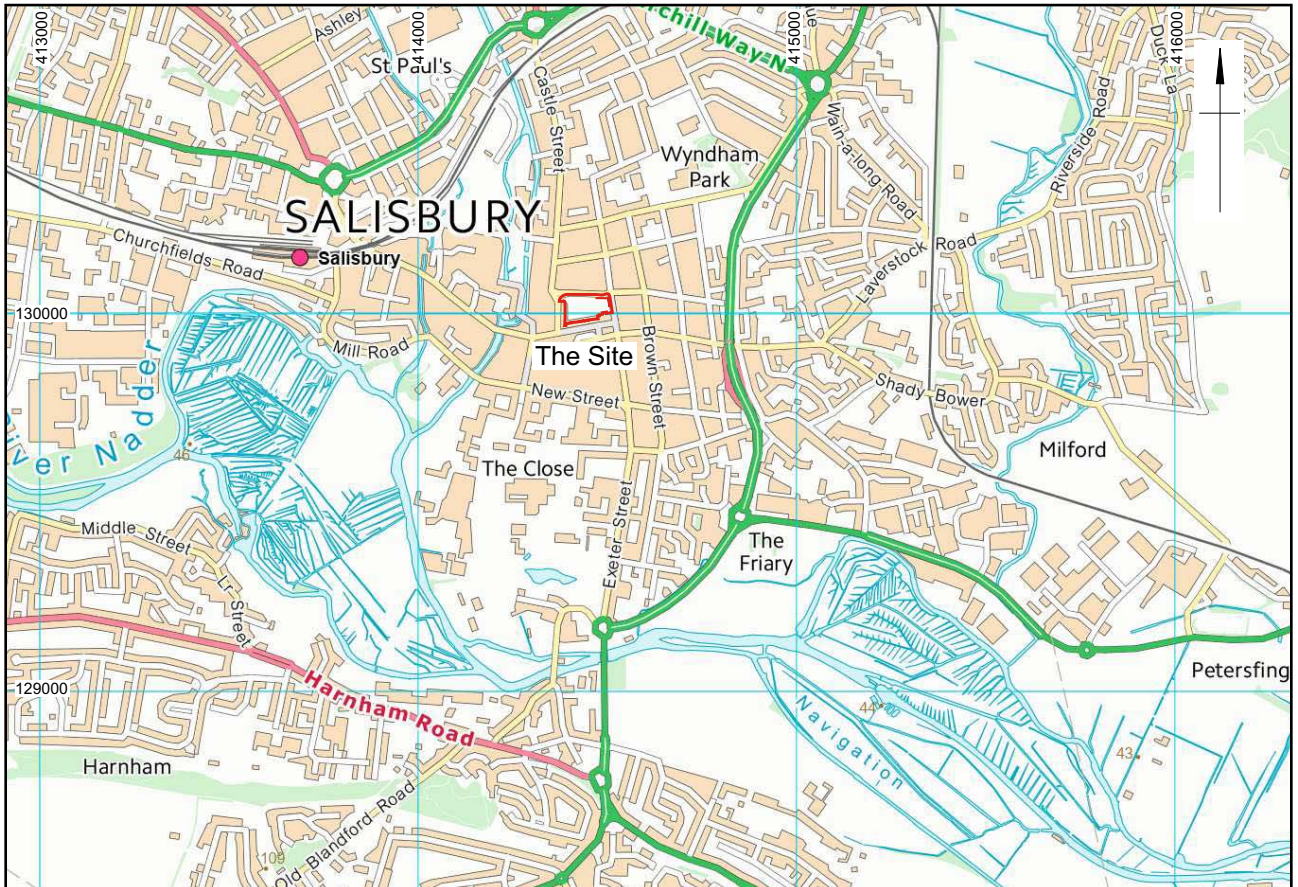 413000
414000
415000
416000
Ashley
St Paul's
Castle Street
rchill Way N
Wain-a-long Road
Riverside Road
Duck La
Wyndham
Park
SALISBURY
Salisbury
Churchfields Road
Laverstock Road
130000
Mill Road
The Site
Brown Street
New Street
Shady Bower
River Nadder
46
The Close
Milford
Middle Street
Lr Street
Exeter Street
The
Friary
129000
Harnham Road
Petersfing
Navigation
44
43
Harnham
Old Blandford Road
109